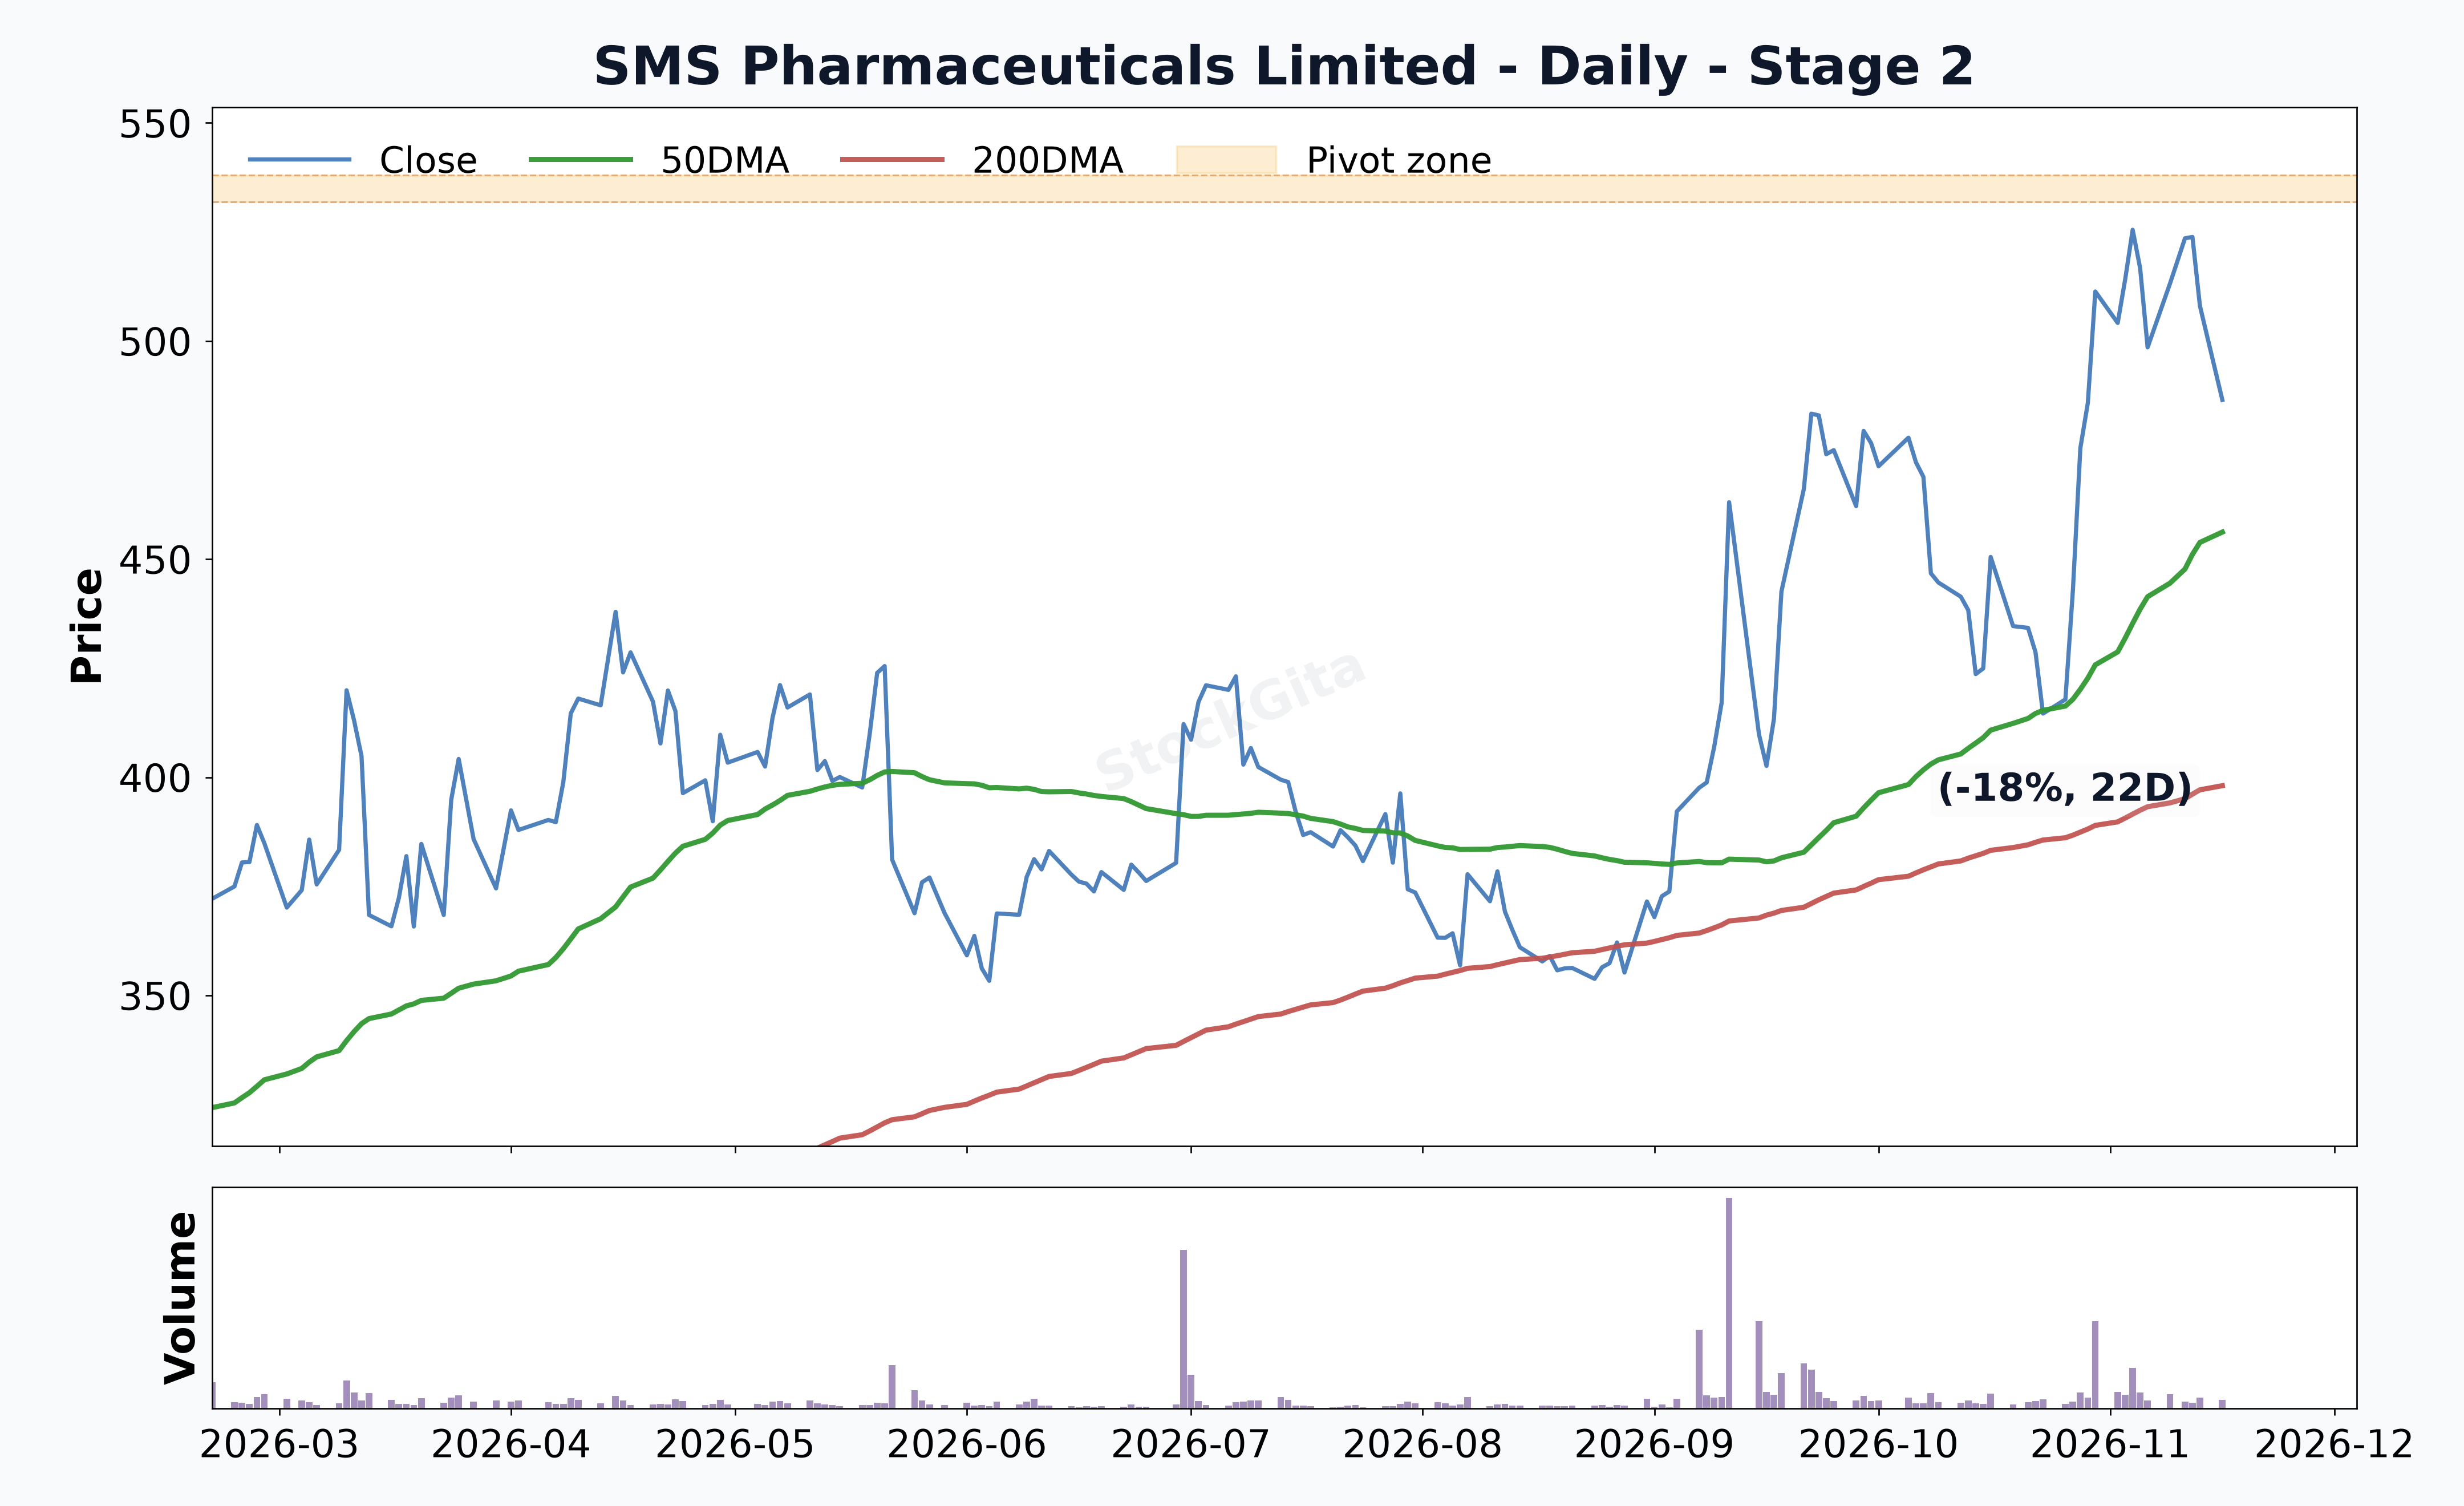 SMS Pharmaceuticals Limited - Daily - Stage 2
Close 50DMA 200DMA Pivot zone
550
500
450
400
350
Price
StockGita
(-18%, 22D)
Volume
2026-03 2026-04 2026-05 2026-06 2026-07 2026-08 2026-09 2026-10 2026-11 2026-12